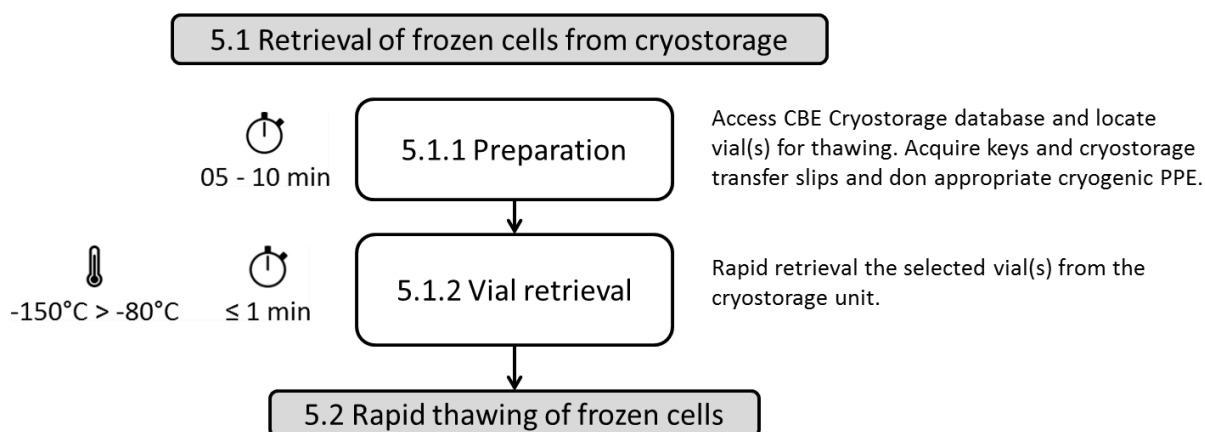 5.1 Retrieval of frozen cells from cryostorage
05 - 10 min
5.1.1 Preparation
Access CBE Cryostorage database and locate
vial(s) for thawing. Acquire keys and cryostorage
transfer slips and don appropriate cryogenic PPE.
-150°C > -80°C
≤ 1 min
5.1.2 Vial retrieval
Rapid retrieval the selected vial(s) from the
cryostorage unit.
5.2 Rapid thawing of frozen cells